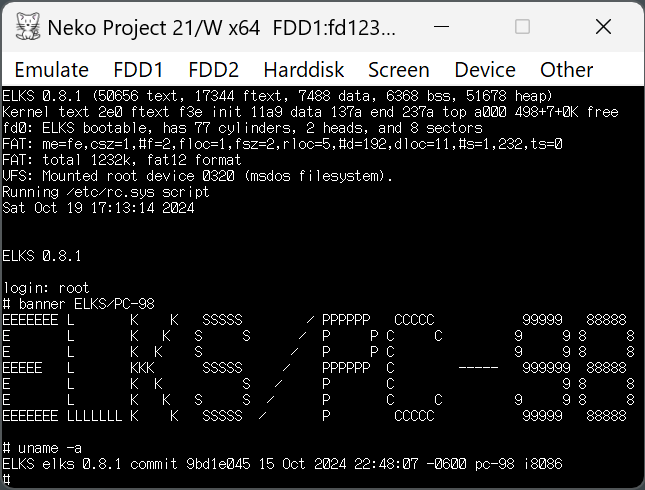 Neko Project 21/W x64  FDD1:fd123...
Emulate FDD1 FDD2 Harddisk Screen Device Other
ELKS 0.8.1 (50656 text, 17344 ftext, 7488 data, 6368 bss, 51678 heap)
Kernel text 2e0 ftext f3e init 11a9 data 137a end 237a top a000 498+7+0K free
fd0: ELKS bootable, has 77 cylinders, 2 heads, and 8 sectors
FAT: me=fe,csz=1,#f=2,floc=1,fsz=2,rloc=5,#d=192,dloc=11,#s=1,232,ts=0
FAT: total 1232k, fat12 format
VFS: Mounted root device 0320 (msdos filesystem).
Running /etc/rc.sys script
Sat Oct 19 17:13:14 2024
ELKS 0.8.1
login: root
# banner ELKS/PC-98
EEEEEEE L       K    K   SSSSS        / PPPPPP   CCCCC           99999   88888
E       L       K   K   S     S      /  P     P C     C         9     9 8     8
E       L       K  K    S           /   P     P C               9     9 8     8
EEEEE   L       KKK      SSSSS     /    PPPPPP  C        -----   999999  88888
E       L       K  K          S   /     P       C                     9 8     8
E       L       K   K   S     S  /      P       C     C         9     9 8     8
EEEEEEE LLLLLLL K    K   SSSSS  /       P        CCCCC           99999   88888
# uname -a
ELKS elks 0.8.1 commit 9bd1e045 15 Oct 2024 22:48:07 -0600 pc-98 i8086
#